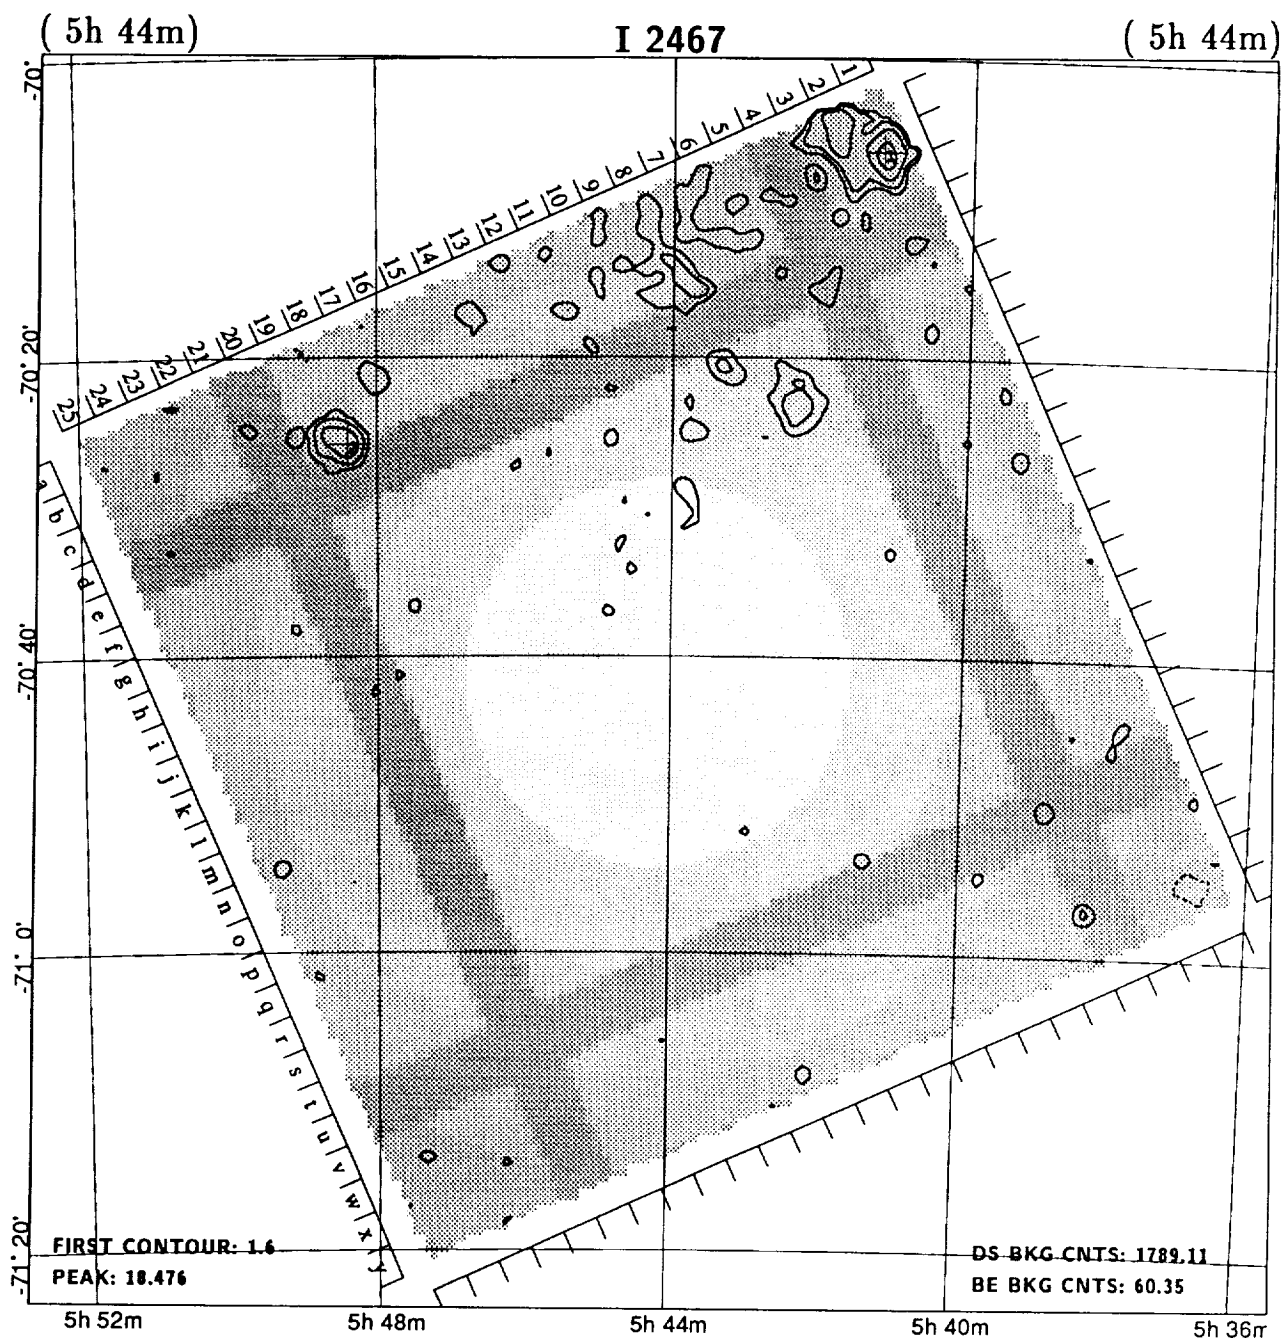 ( 5h 44m)
I 2467
( 5h 44m)
1
2
3
4
5
6
7
8
9
10
11
12
13
14
15
16
17
18
19
20
21
22
23
24
25
a
b
c
d
e
f
g
h
i
j
k
l
m
n
o
p
q
r
s
t
u
v
w
x
y
-70°
-70° 20'
-70° 40'
-71° 0'
-71° 20'
FIRST CONTOUR: 1.6
PEAK: 18.476
DS BKG CNTS: 1789.11
BE BKG CNTS: 60.35
5h 52m
5h 48m
5h 44m
5h 40m
5h 36m